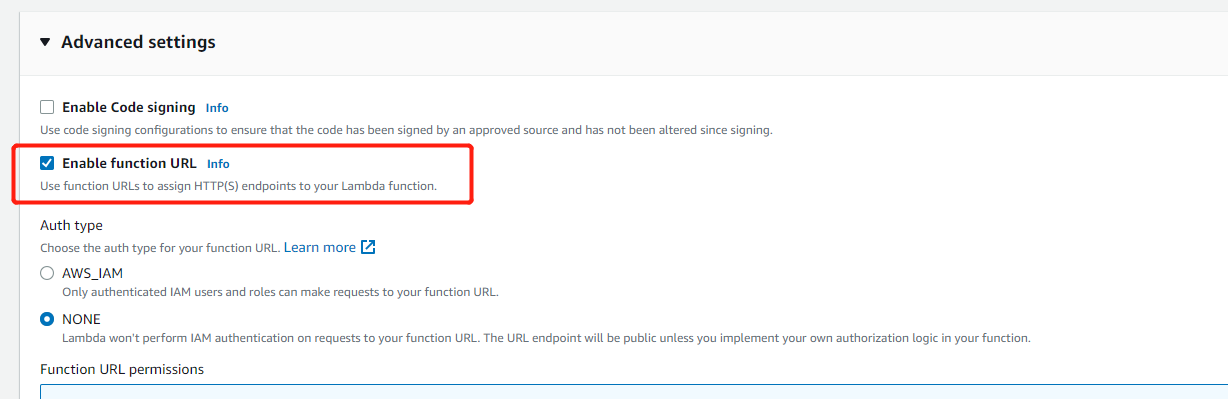 Advanced settings
Enable Code signing Info
Use code signing configurations to ensure that the code has been signed by an approved source and has not been altered since signing.
Enable function URL Info
Use function URLs to assign HTTP(S) endpoints to your Lambda function.
Auth type
Choose the auth type for your function URL. Learn more
AWS_IAM
Only authenticated IAM users and roles can make requests to your function URL.
NONE
Lambda won't perform IAM authentication on requests to your function URL. The URL endpoint will be public unless you implement your own authorization logic in your function.
Function URL permissions